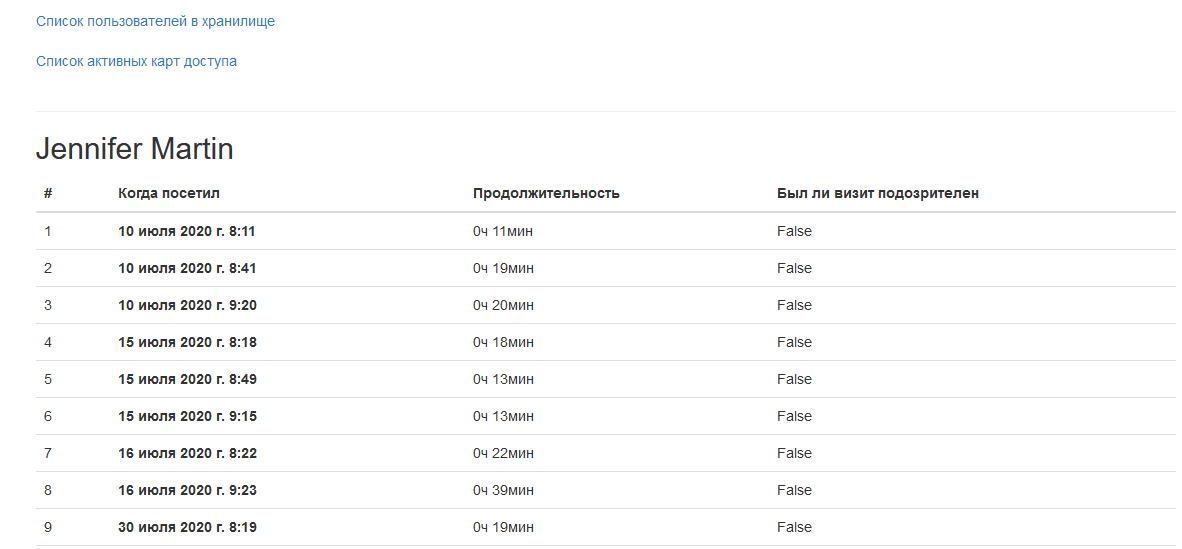 Список пользователей в хранилище
Список активных карт доступа
Jennifer Martin
# Когда посетил Продолжительность Был ли визит подозрителен
1 10 июля 2020 г. 8:11 0ч 11мин False
2 10 июля 2020 г. 8:41 0ч 19мин False
3 10 июля 2020 г. 9:20 0ч 20мин False
4 15 июля 2020 г. 8:18 0ч 18мин False
5 15 июля 2020 г. 8:49 0ч 13мин False
6 15 июля 2020 г. 9:15 0ч 13мин False
7 16 июля 2020 г. 8:22 0ч 22мин False
8 16 июля 2020 г. 9:23 0ч 39мин False
9 30 июля 2020 г. 8:19 0ч 19мин False